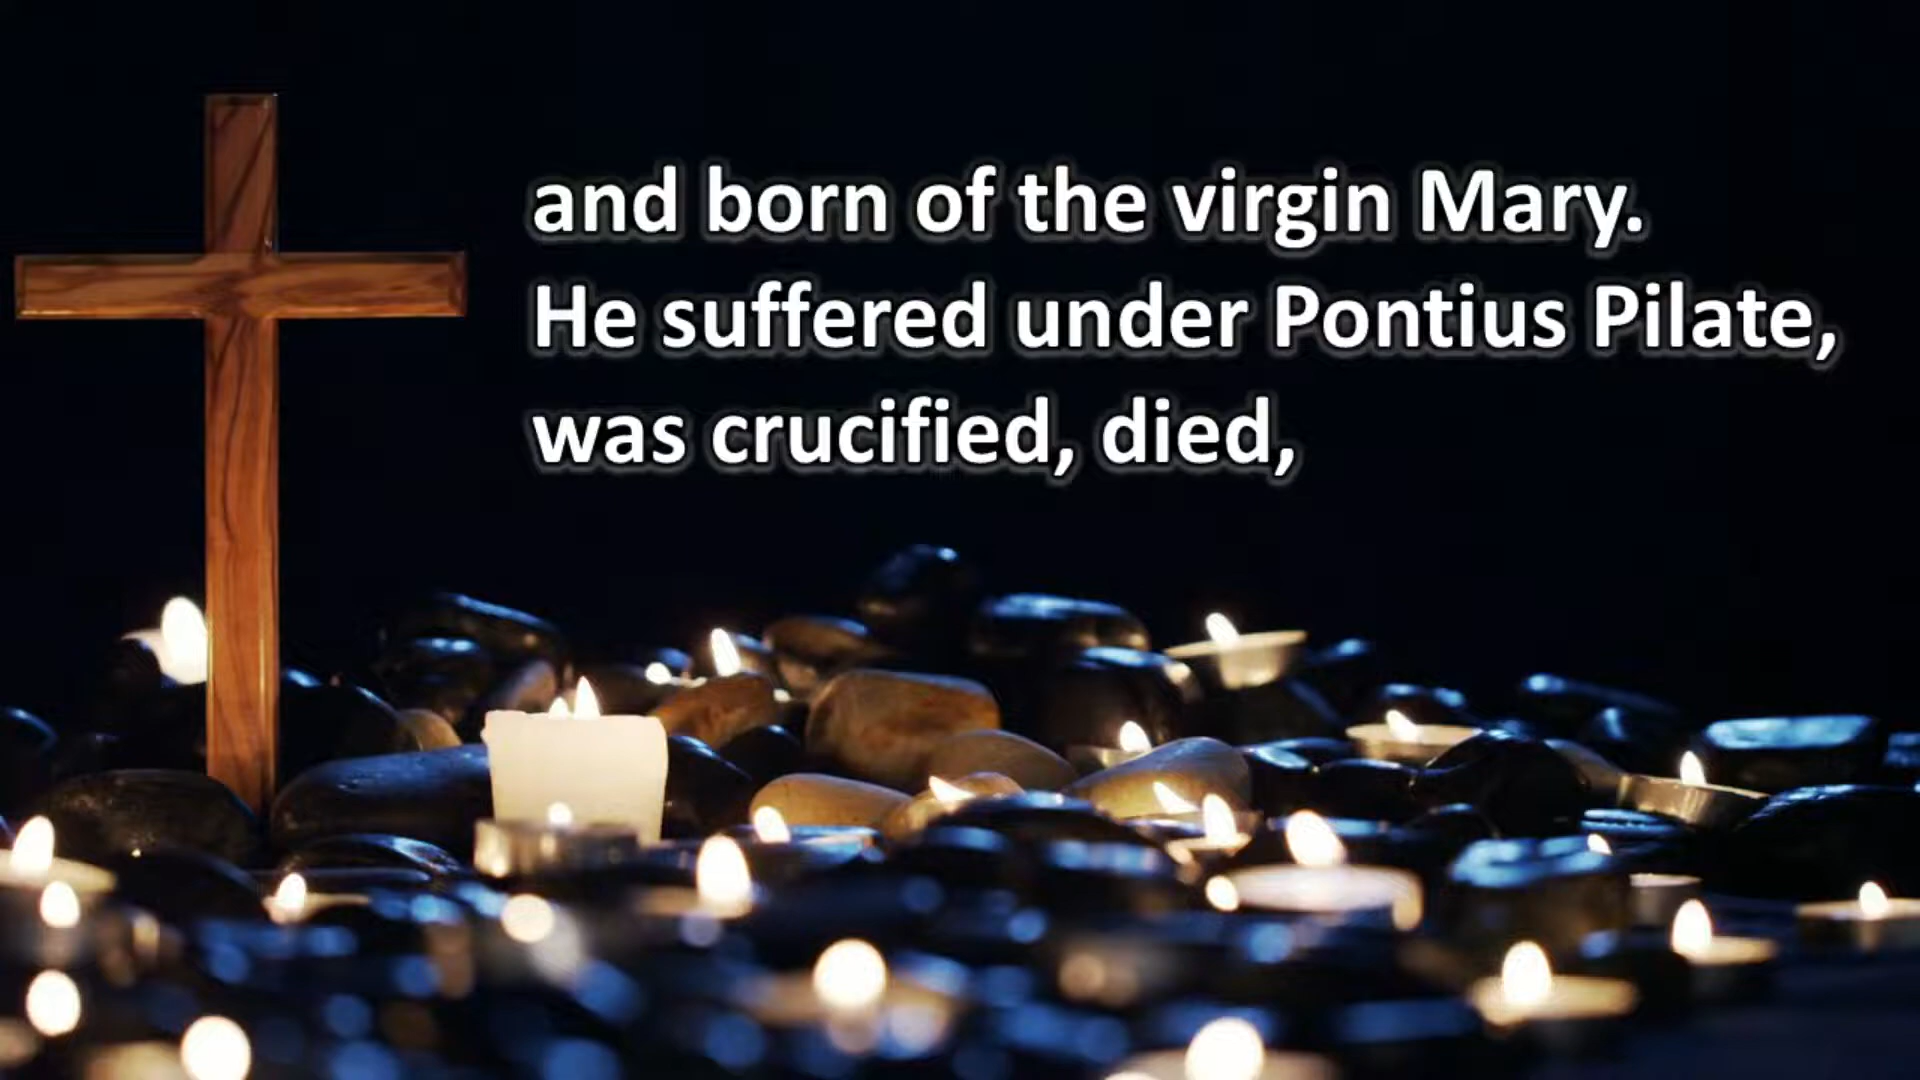 and born of the virgin Mary.
He suffered under Pontius Pilate,
was crucified, died,